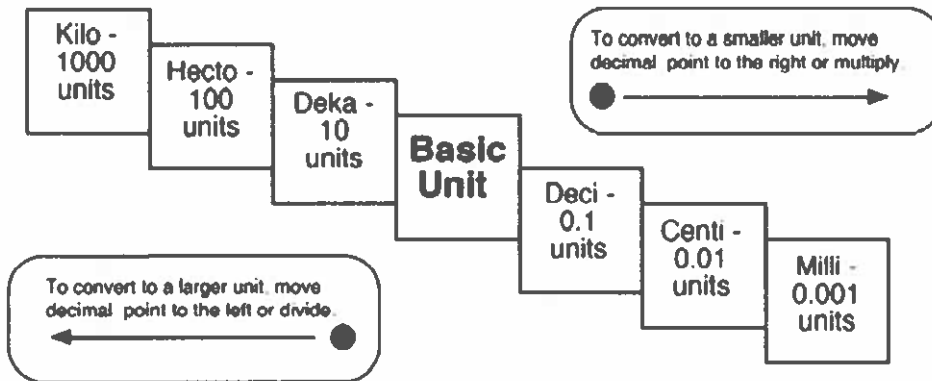 Kilo -
1000
units
Hecto -
100
units
Deka -
10
units
Basic
Unit
Deci -
0.1
units
Centi -
0.01
units
Milli -
0.001
units
To convert to a smaller unit, move
decimal point to the right or multiply.
To convert to a larger unit, move
decimal point to the left or divide.